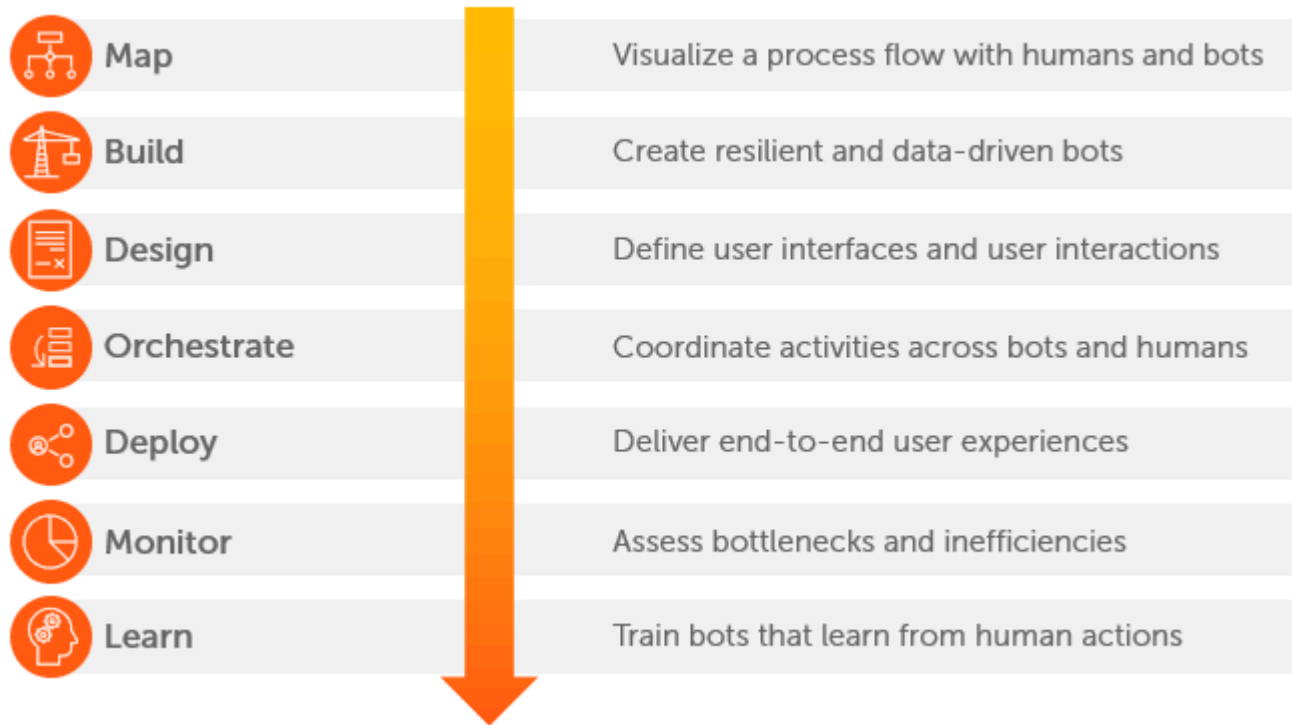 Map
Visualize a process flow with humans and bots
Build
Create resilient and data-driven bots
Design
Define user interfaces and user interactions
Orchestrate
Coordinate activities across bots and humans
Deploy
Deliver end-to-end user experiences
Monitor
Assess bottlenecks and inefficiencies
Learn
Train bots that learn from human actions